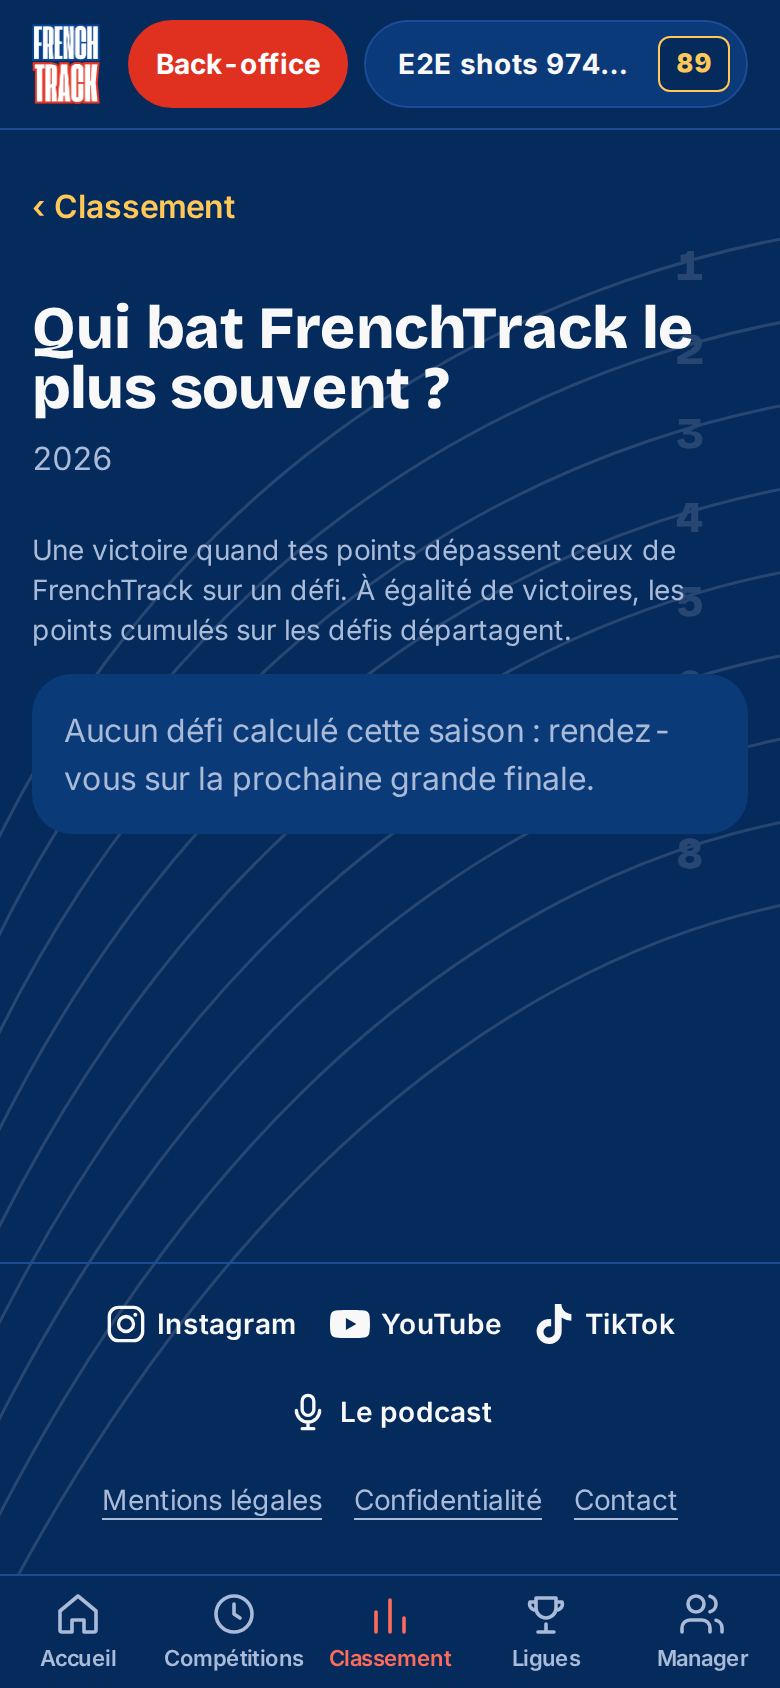 FRENCH
TRACK
Back-office
E2E shots 974...
89
‹ Classement
1
Qui bat FrenchTrack le
2
plus souvent ?
3
2026
4
Une victoire quand tes points dépassent ceux de
FrenchTrack sur un défi. À égalité de victoires, les
5
points cumulés sur les défis départagent.
Aucun défi calculé cette saison : rendez-
vous sur la prochaine grande finale.
8
Instagram
YouTube
TikTok
Le podcast
Mentions légales
Confidentialité
Contact
Accueil
Compétitions
Classement
Ligues
Manager